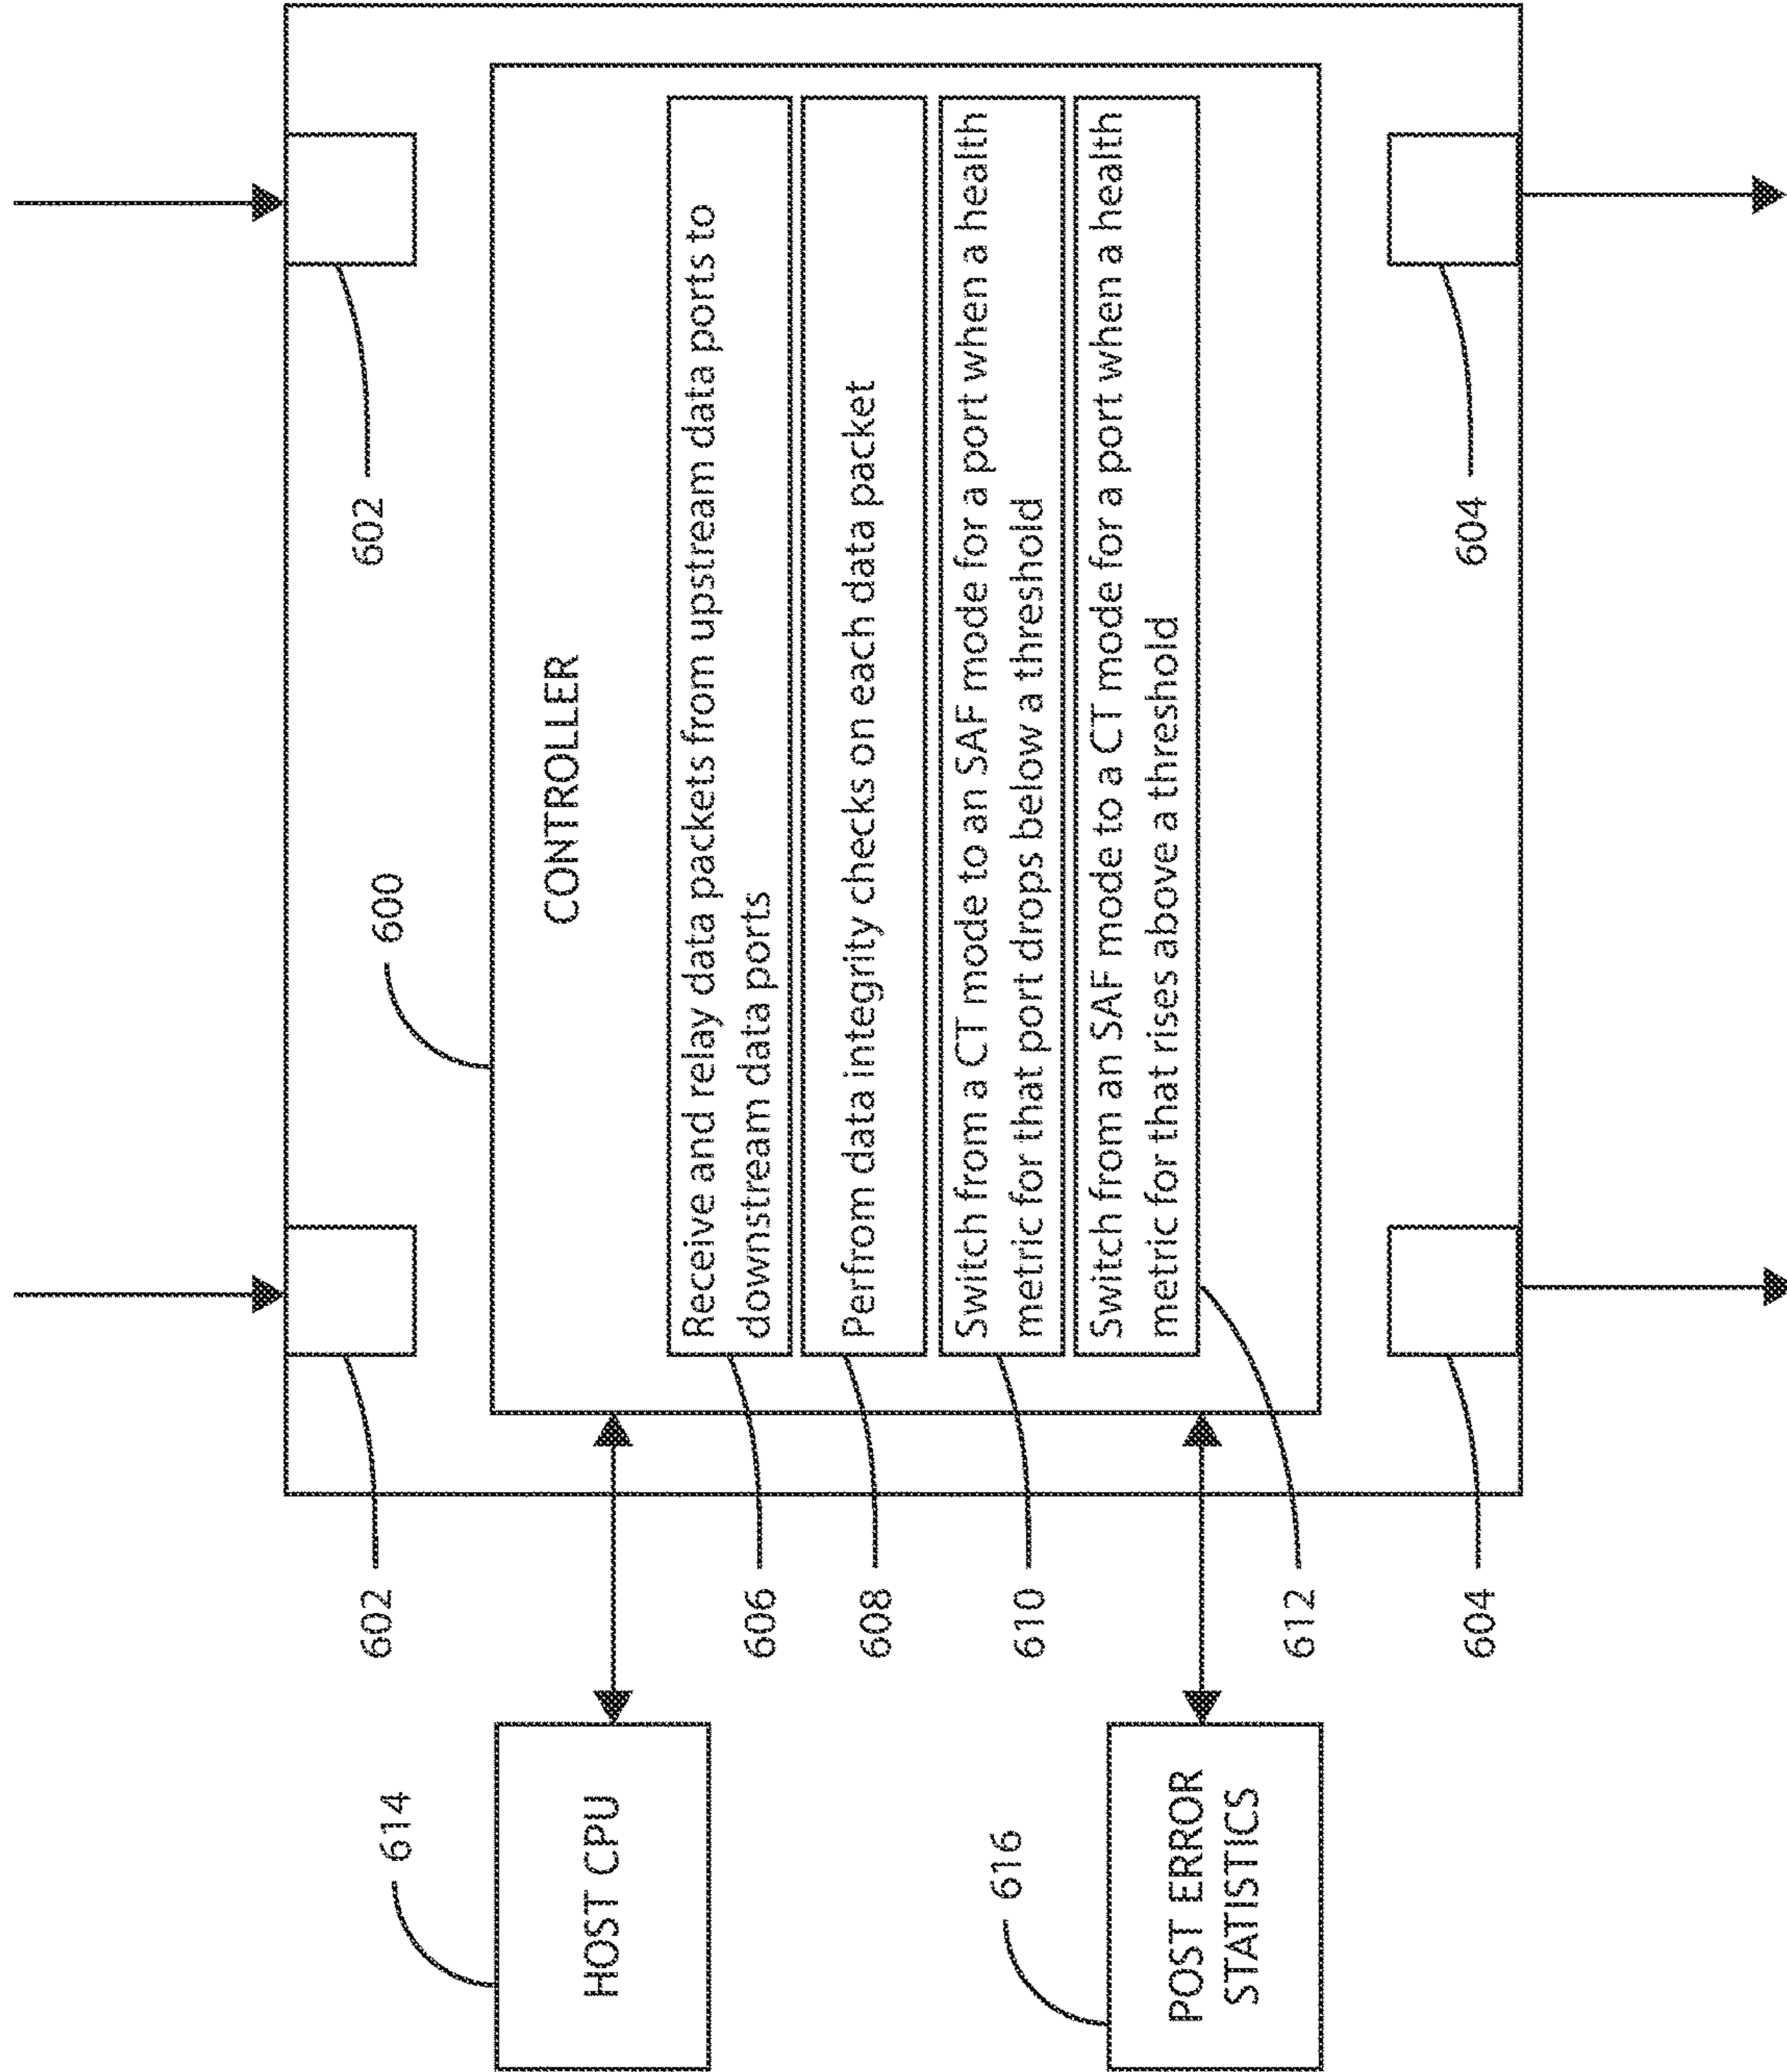 602
602
600
614
CONTROLLER
HOST CPU
Receive and relay data packets from upstream data ports to
downstream data ports
606
Perfrom data integrity checks on each data packet
608
Switch from a CT mode to an SAF mode for a port when a health
metric for that port drops below a threshold
610
616
Switch from an SAF mode to a CT mode for a port when a health
metric for that rises above a threshold
POST ERROR
STATISTICS
612
604
604